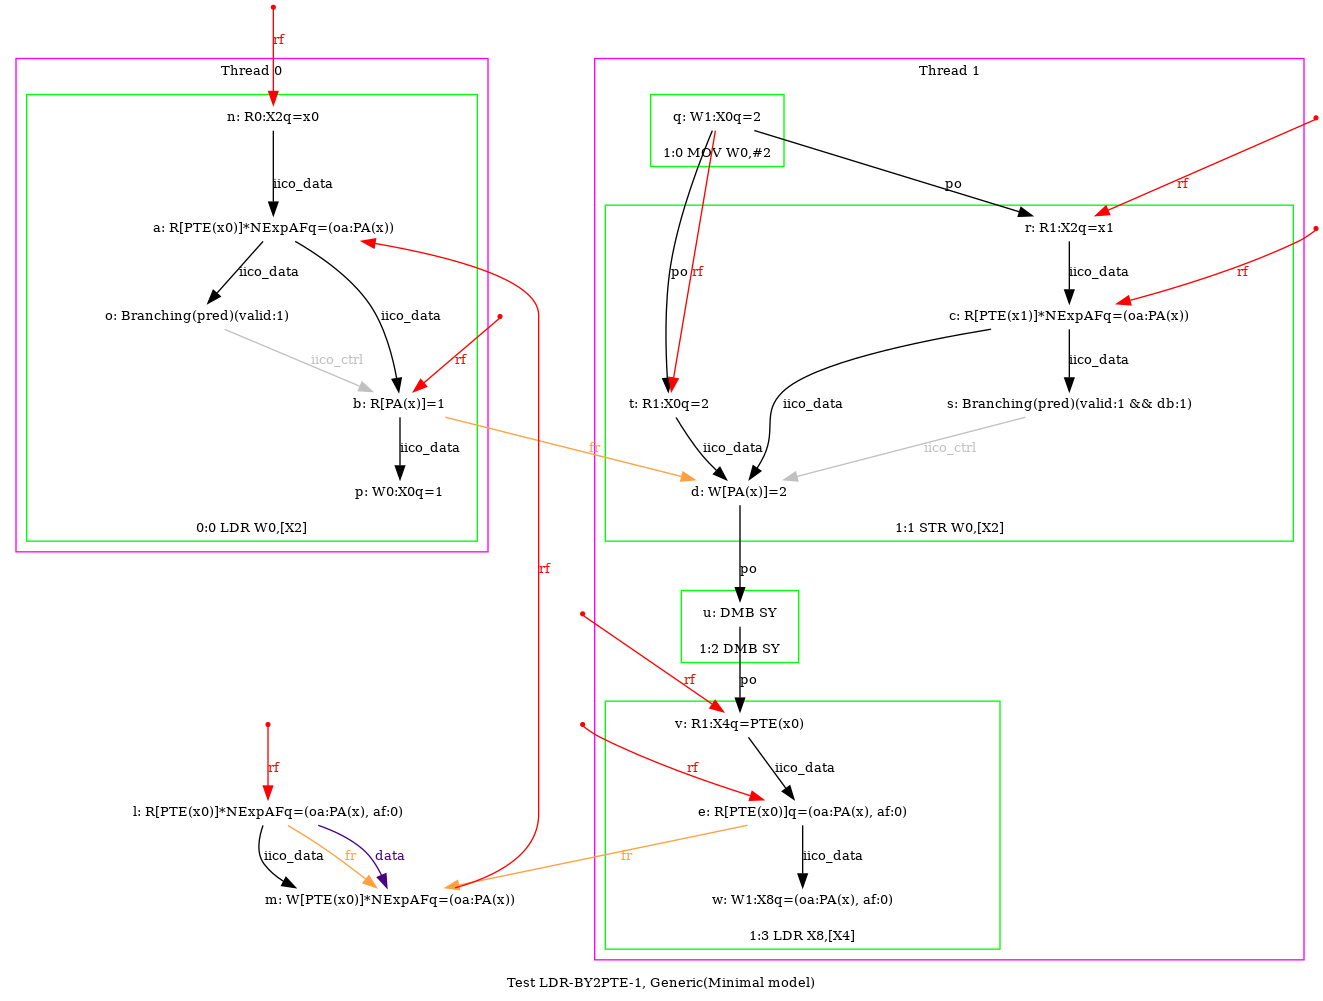 rf
Thread 0
Thread 1
n: R0:X2q=x0
q: W1:X0q=2
1:0 MOV W0,#2
iico_data
po
rf
a: R[PTE(x0)]*NExpAFq=(oa:PA(x))
r: R1:X2q=x1
iico_data
po
rf
iico_data
rf
o: Branching(pred)(valid:1)
iico_data
c: R[PTE(x1)]*NExpAFq=(oa:PA(x))
iico_ctrl
rf
iico_data
b: R[PA(x)]=1
t: R1:X0q=2
iico_data
s: Branching(pred)(valid:1 && db:1)
iico_data
fr
iico_data
iico_ctrl
p: W0:X0q=1
d: W[PA(x)]=2
0:0 LDR W0,[X2]
1:1 STR W0,[X2]
rf
po
u: DMB SY
1:2 DMB SY
rf
po
v: R1:X4q=PTE(x0)
rf
rf
iico_data
l: R[PTE(x0)]*NExpAFq=(oa:PA(x), af:0)
e: R[PTE(x0)]q=(oa:PA(x), af:0)
iico_data
fr
data
fr
iico_data
m: W[PTE(x0)]*NExpAFq=(oa:PA(x))
w: W1:X8q=(oa:PA(x), af:0)
1:3 LDR X8,[X4]
Test LDR-BY2PTE-1, Generic(Minimal model)